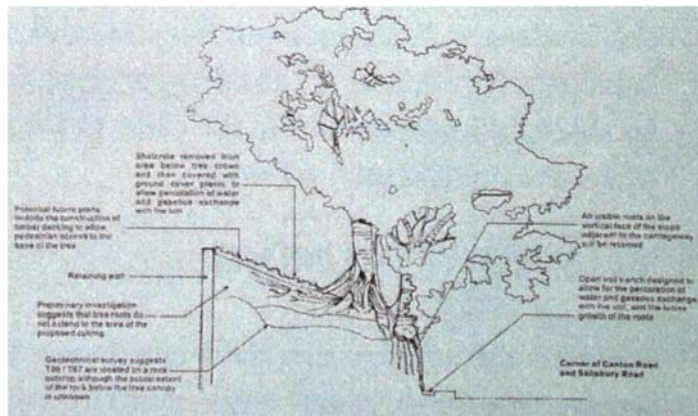 Shotcrete removed from
area below tree crown
and then covered with
ground cover plants to
allow percolation of water
and gaseous exchange
with the soil
Potential future plans
include the construction of
timber decking to allow
pedestrian access to the
base of the tree
Retaining wall
Preliminary investigation
suggests that tree roots do
not extend to the area of the
proposed cutting
Geotechnical survey suggests
T86 / T87 are located on a rock
outcrop although the actual extent
of the rock below the tree canopy
is unknown
All visible roots on the
vertical face of the slope
adjacent to the carriageway
will be retained
Open soil trench designed to
allow for the percolation of
water and gaseous exchange
with the soil, and the future
growth of the roots
Corner of Canton Road
and Salisbury Road